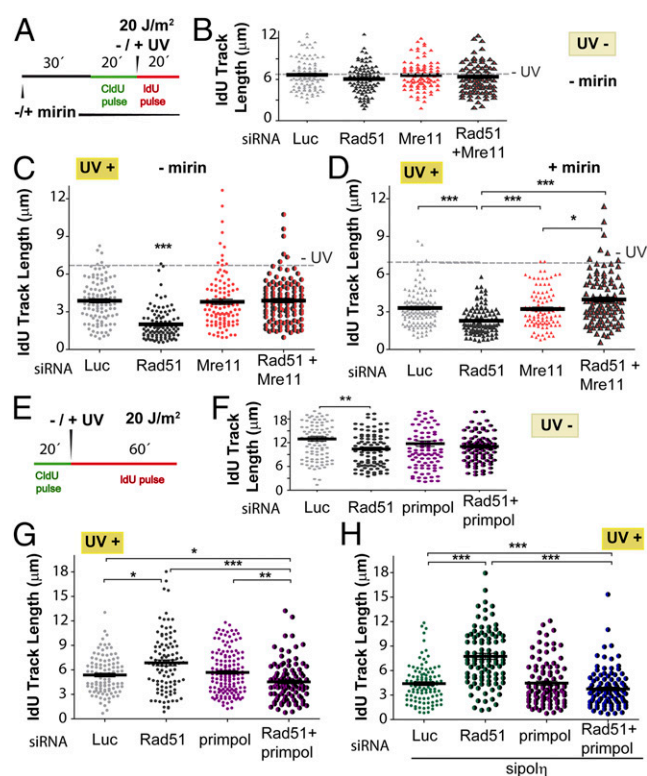 A
20 J/m²
- / + UV
30´ 20´ 20´
CldU pulse
IdU pulse
-/+ mirin
B
IdU Track Length (μm)
12
9
6
3
0
- UV
UV -
- mirin
siRNA Luc Rad51 Mre11 Rad51 +Mre11
C
UV + - mirin
IdU Track Length (μm)
12
9
6
3
0
***
- UV
siRNA Luc Rad51 Mre11 Rad51 + Mre11
D
UV + + mirin
IdU Track Length (μm)
12
9
6
3
0
***
*** ***
*
- UV
siRNA Luc Rad51 Mre11 Rad51 + Mre11
E
- / + UV 20 J/m²
20´ 60´
CldU pulse
IdU pulse
F
IdU Track Length (μm)
18
15
12
9
6
3
0
**
UV -
siRNA Luc Rad51 primpol Rad51+ primpol
G
UV +
IdU Track Length (μm)
18
15
12
9
6
3
0
*
***
* **
siRNA Luc Rad51 primpol Rad51+ primpol
H
UV +
IdU Track Length (μm)
18
15
12
9
6
3
0
***
*** ***
siRNA Luc Rad51 primpol Rad51+ primpol
sipolη